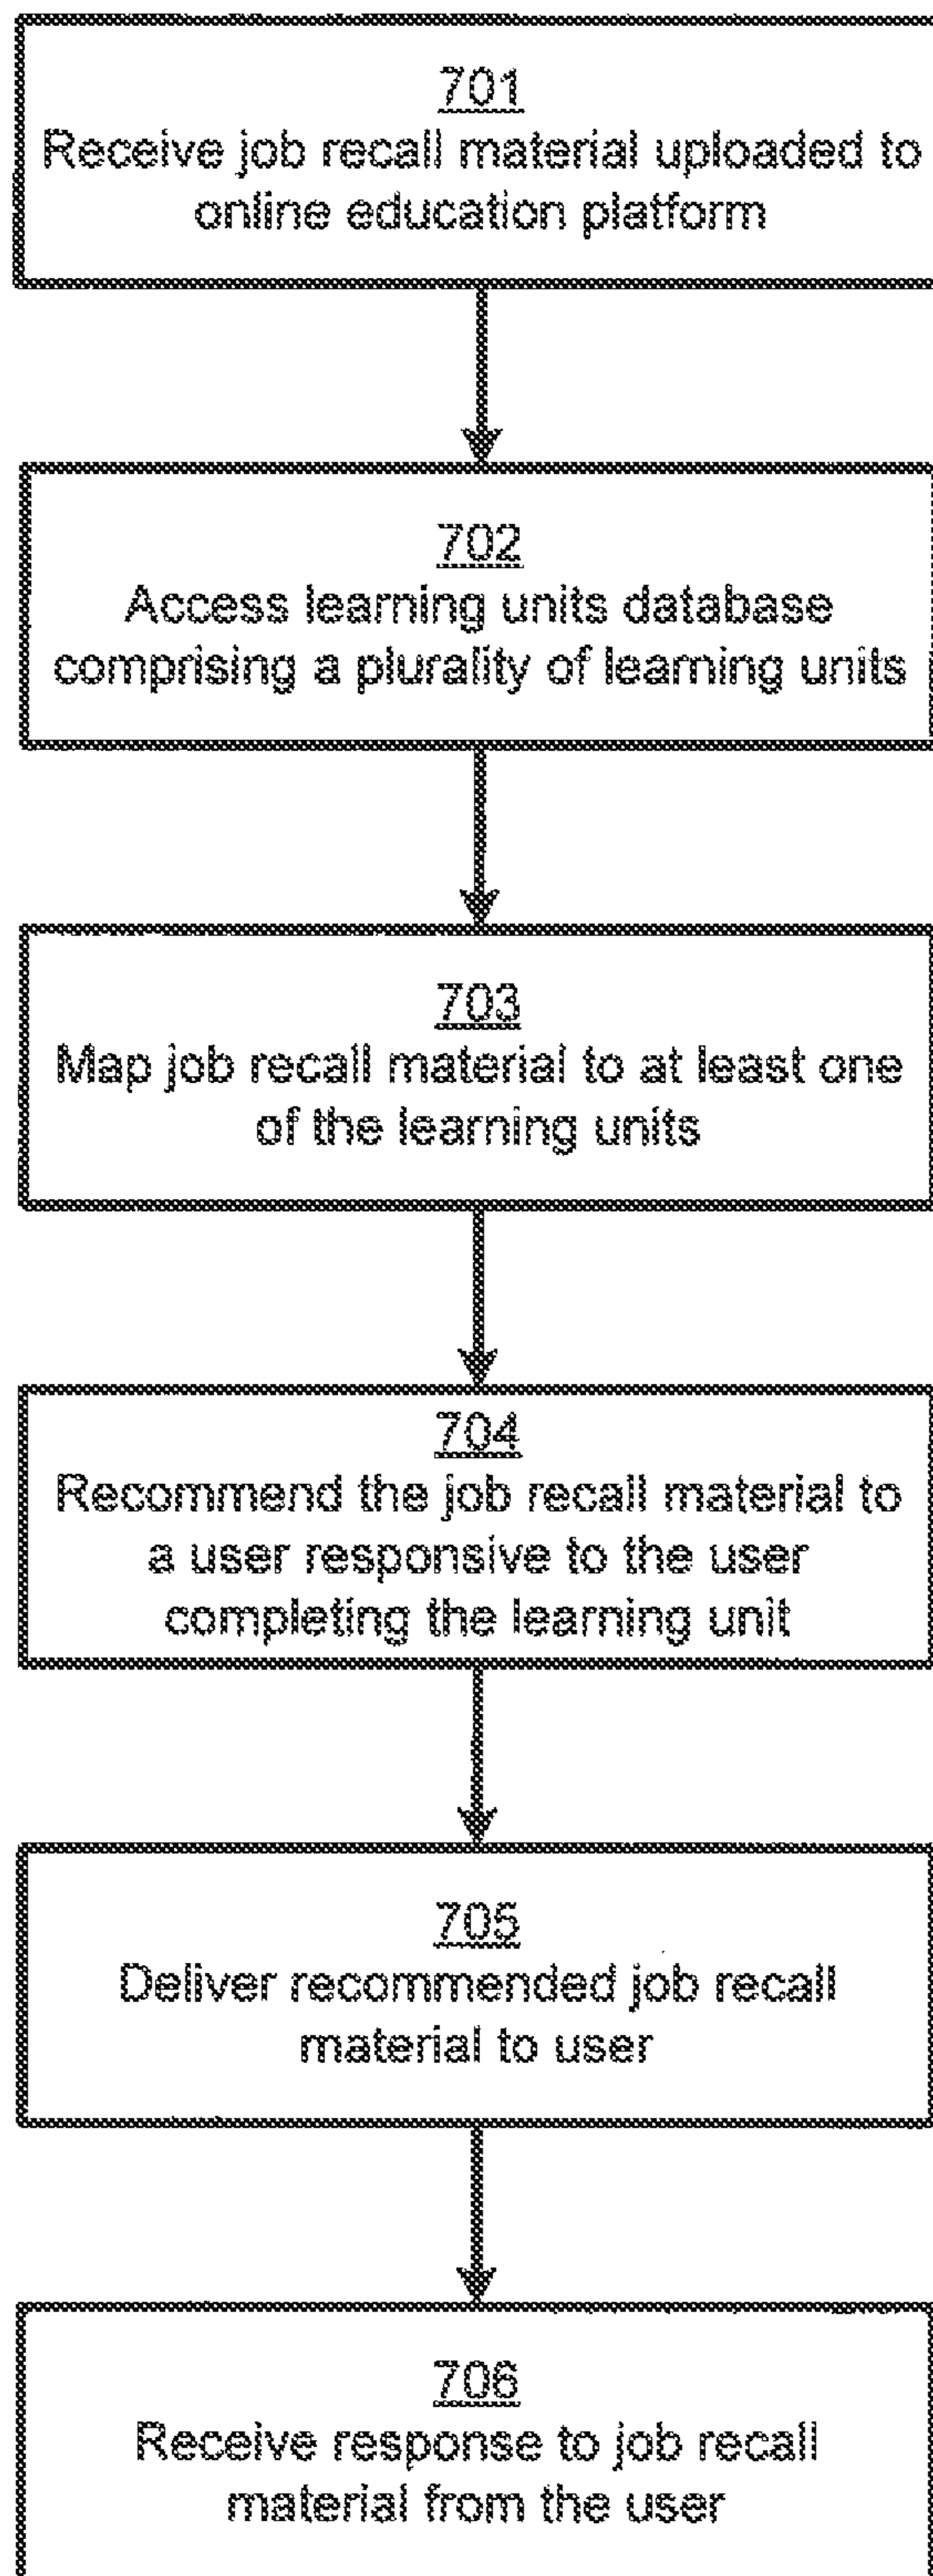 701
Receive job recall material uploaded to
online education platform
702
Access learning units database
comprising a plurality of learning units
703
Map job recall material to at least one
of the learning units
704
Recommend the job recall material to
a user responsive to the user
completing the learning unit
705
Deliver recommended job recall
material to user
706
Receive response to job recall
material from the user